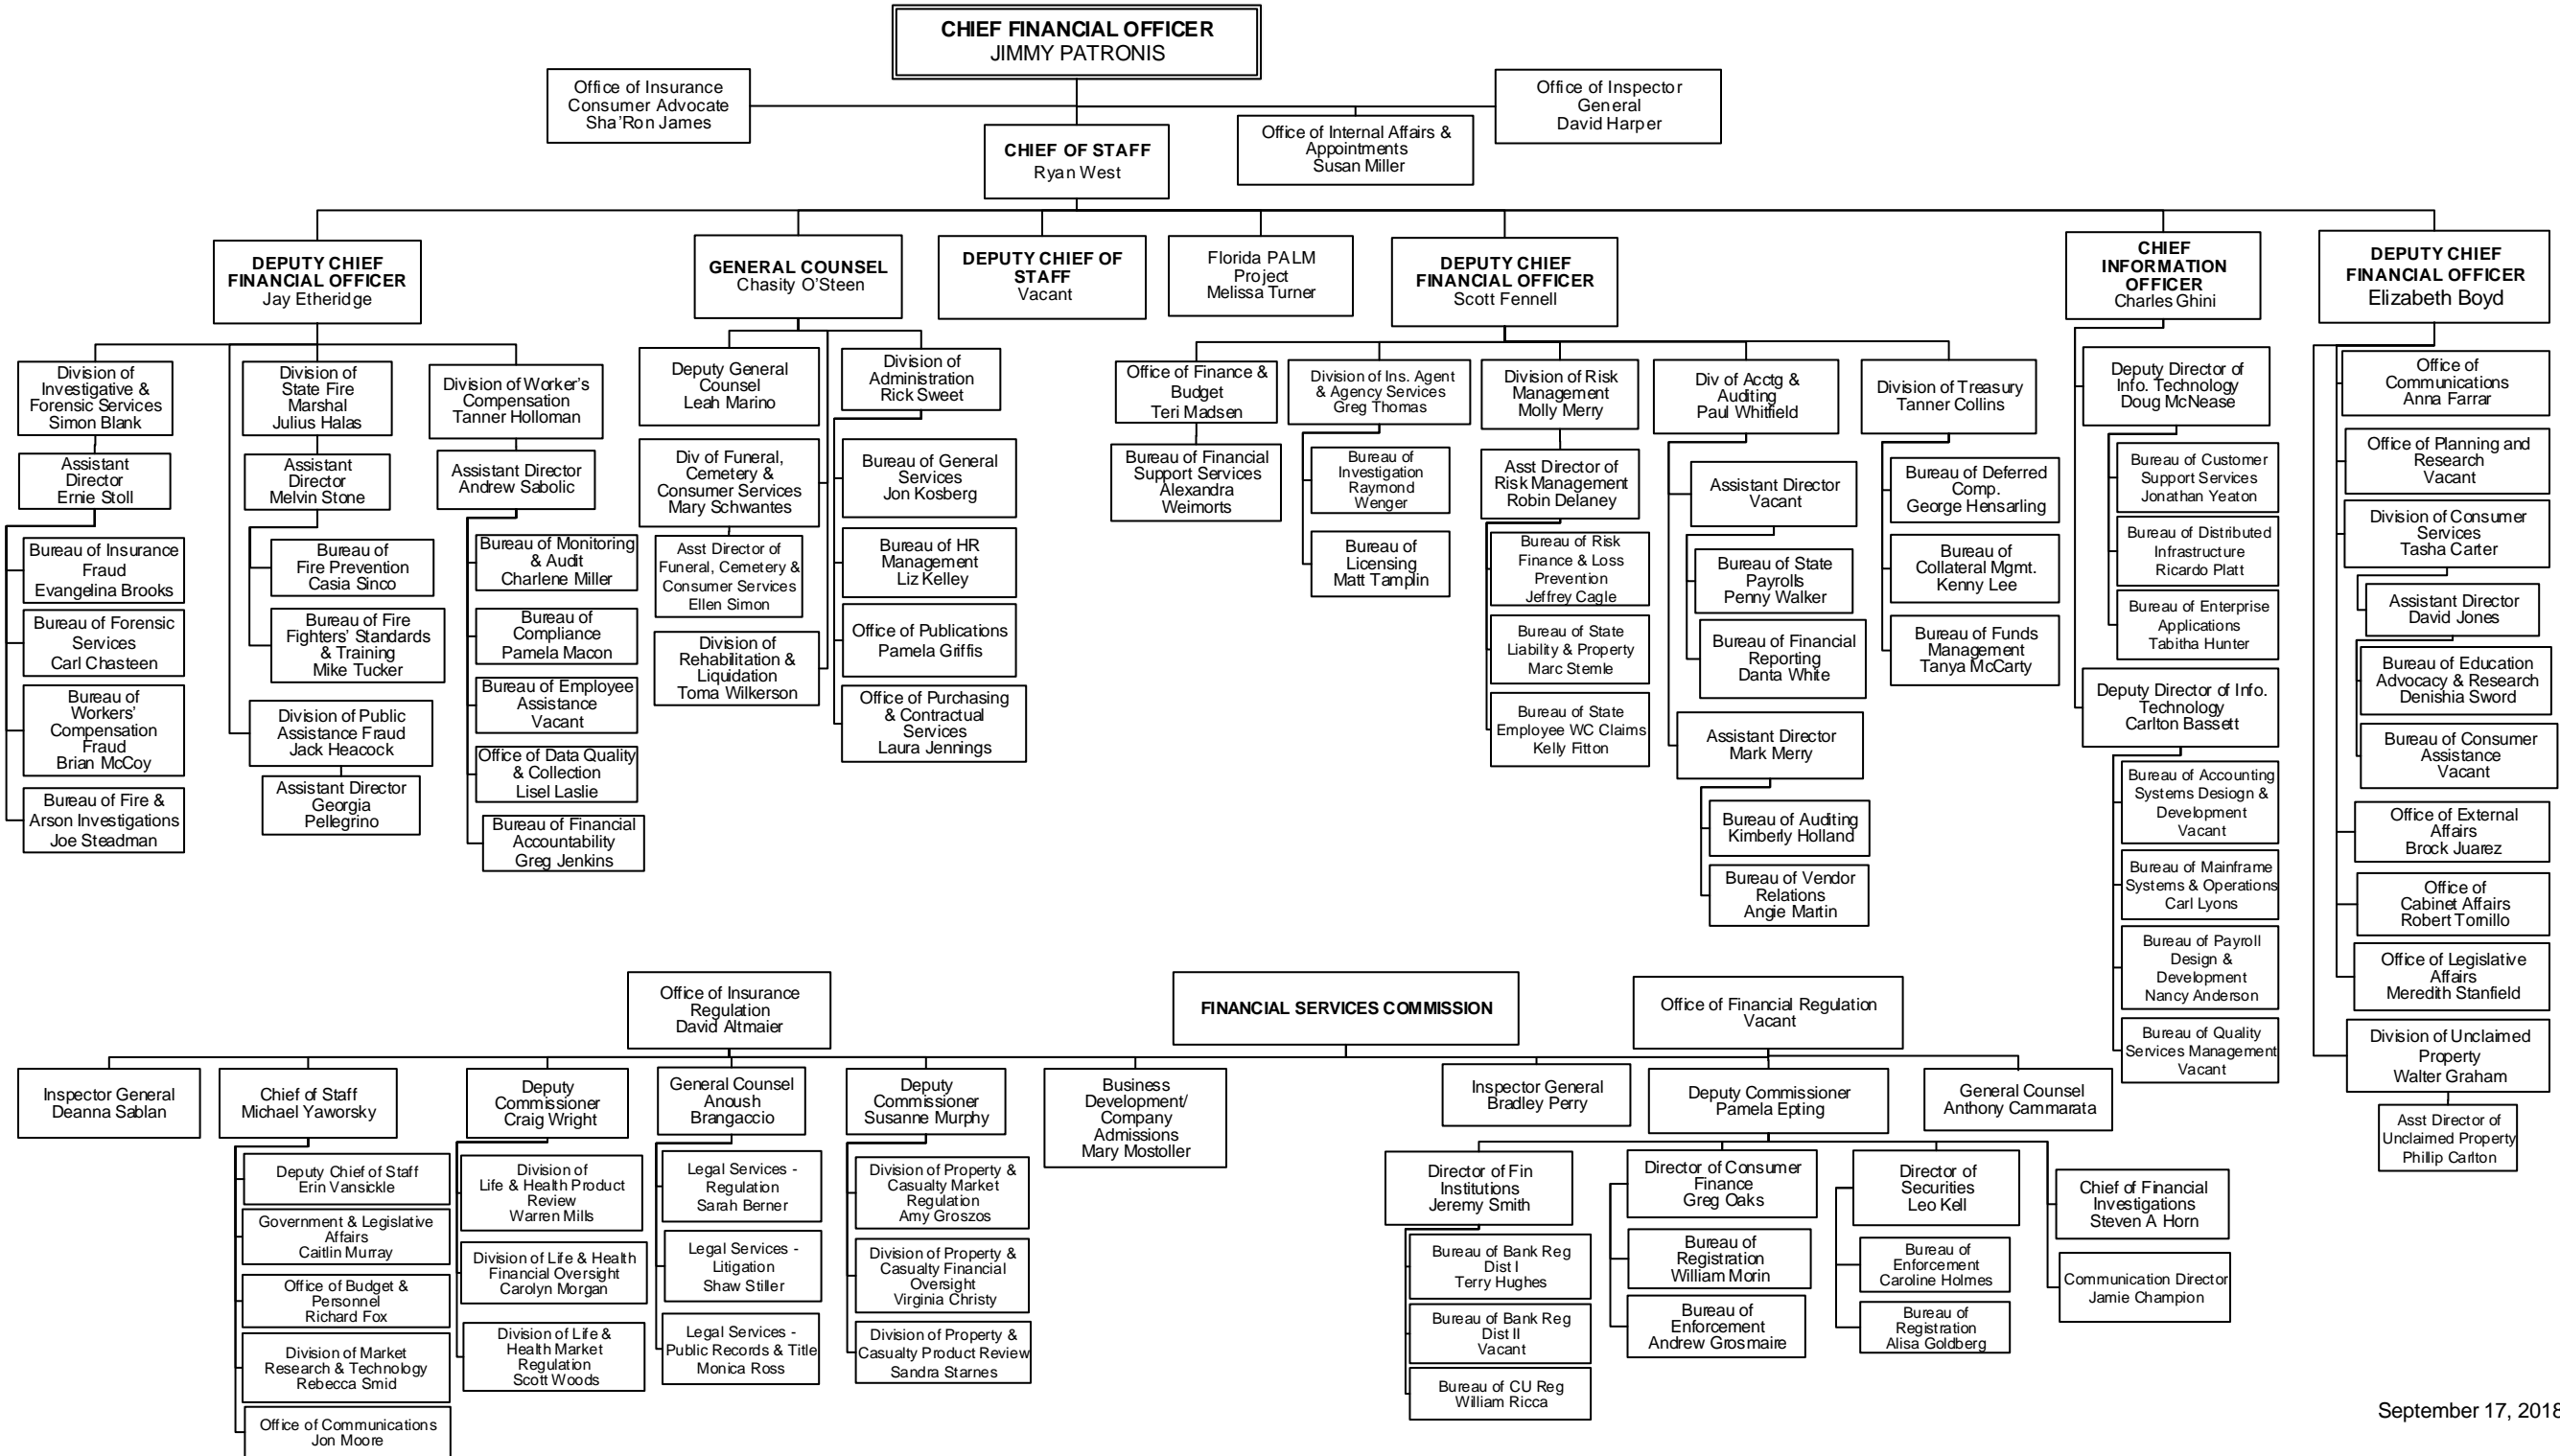 CHIEF FINANCIAL OFFICER
JIMMY PATRONIS
Office of Insurance
Consumer Advocate
Sha'Ron James
Office of Inspector
General
David Harper
Office of Internal Affairs &
Appointments
Susan Miller
CHIEF OF STAFF
Ryan West
DEPUTY CHIEF
FINANCIAL OFFICER
Jay Etheridge
GENERAL COUNSEL
Chasity O'Steen
DEPUTY CHIEF OF
STAFF
Vacant
Florida PALM
Project
Melissa Turner
DEPUTY CHIEF
FINANCIAL OFFICER
Scott Fennell
CHIEF
INFORMATION
OFFICER
Charles Ghini
DEPUTY CHIEF
FINANCIAL OFFICER
Elizabeth Boyd
Division of
Investigative &
Forensic Services
Simon Blank
Assistant
Director
Ernie Stoll
Bureau of Insurance
Fraud
Evangelina Brooks
Bureau of Forensic
Services
Carl Chasteen
Bureau of
Workers'
Compensation
Fraud
Brian McCoy
Bureau of Fire &
Arson Investigations
Joe Steadman
Division of
State Fire
Marshal
Julius Halas
Assistant
Director
Melvin Stone
Bureau of
Fire Prevention
Casia Sinco
Bureau of Fire
Fighters' Standards
& Training
Mike Tucker
Division of Public
Assistance Fraud
Jack Heacock
Assistant Director
Georgia
Pellegrino
Division of Worker's
Compensation
Tanner Holloman
Assistant Director
Andrew Sabolic
Bureau of Monitoring
& Audit
Charlene Miller
Bureau of
Compliance
Pamela Macon
Bureau of Employee
Assistance
Vacant
Office of Data Quality
& Collection
Lisel Laslie
Bureau of Financial
Accountability
Greg Jenkins
Deputy General
Counsel
Leah Marino
Div of Funeral,
Cemetery &
Consumer Services
Mary Schwantes
Asst Director of
Funeral, Cemetery &
Consumer Services
Ellen Simon
Division of
Rehabilitation &
Liquidation
Toma Wilkerson
Division of
Administration
Rick Sweet
Bureau of General
Services
Jon Kosberg
Bureau of HR
Management
Liz Kelley
Office of Publications
Pamela Griffis
Office of Purchasing
& Contractual
Services
Laura Jennings
Office of Finance &
Budget
Teri Madsen
Bureau of Financial
Support Services
Alexandra
Weimorts
Division of Ins. Agent
& Agency Services
Greg Thomas
Bureau of
Investigation
Raymond
Wenger
Bureau of
Licensing
Matt Tamplin
Division of Risk
Management
Molly Merry
Asst Director of
Risk Management
Robin Delaney
Bureau of Risk
Finance & Loss
Prevention
Jeffrey Cagle
Bureau of State
Liability & Property
Marc Stemle
Bureau of State
Employee WC Claims
Kelly Fitton
Div of Acctg &
Auditing
Paul Whitfield
Assistant Director
Vacant
Bureau of State
Payrolls
Penny Walker
Bureau of Financial
Reporting
Danta White
Assistant Director
Mark Merry
Bureau of Auditing
Kimberly Holland
Bureau of Vendor
Relations
Angie Martin
Division of Treasury
Tanner Collins
Bureau of Deferred
Comp.
George Hensarling
Bureau of
Collateral Mgmt.
Kenny Lee
Bureau of Funds
Management
Tanya McCarty
Deputy Director of
Info. Technology
Doug McNease
Bureau of Customer
Support Services
Jonathan Yeaton
Bureau of Distributed
Infrastructure
Ricardo Platt
Bureau of Enterprise
Applications
Tabitha Hunter
Deputy Director of Info.
Technology
Carlton Bassett
Bureau of Accounting
Systems Desiogn &
Development
Vacant
Bureau of Mainframe
Systems & Operations
Carl Lyons
Bureau of Payroll
Design &
Development
Nancy Anderson
Bureau of Quality
Services Management
Vacant
Office of
Communications
Anna Farrar
Office of Planning and
Research
Vacant
Division of Consumer
Services
Tasha Carter
Assistant Director
David Jones
Bureau of Education
Advocacy & Research
Denishia Sword
Bureau of Consumer
Assistance
Vacant
Office of External
Affairs
Brock Juarez
Office of
Cabinet Affairs
Robert Tornillo
Office of Legislative
Affairs
Meredith Stanfield
Division of Unclaimed
Property
Walter Graham
Asst Director of
Unclaimed Property
Phillip Carlton
Office of Insurance
Regulation
David Altmaier
FINANCIAL SERVICES COMMISSION
Office of Financial Regulation
Vacant
Inspector General
Deanna Sablan
Chief of Staff
Michael Yaworsky
Deputy Chief of Staff
Erin Vansickle
Government & Legislative
Affairs
Caitlin Murray
Office of Budget &
Personnel
Richard Fox
Division of Market
Research & Technology
Rebecca Smid
Office of Communications
Jon Moore
Deputy
Commissioner
Craig Wright
Division of
Life & Health Product
Review
Warren Mills
Division of Life & Health
Financial Oversight
Carolyn Morgan
Division of Life &
Health Market
Regulation
Scott Woods
General Counsel
Anoush
Brangaccio
Legal Services -
Regulation
Sarah Berner
Legal Services -
Litigation
Shaw Stiller
Legal Services -
Public Records & Title
Monica Ross
Deputy
Commissioner
Susanne Murphy
Division of Property &
Casualty Market
Regulation
Amy Groszos
Division of Property &
Casualty Financial
Oversight
Virginia Christy
Division of Property &
Casualty Product Review
Sandra Starnes
Business
Development/
Company
Admissions
Mary Mostoller
Inspector General
Bradley Perry
Deputy Commissioner
Pamela Epting
General Counsel
Anthony Cammarata
Director of Fin
Institutions
Jeremy Smith
Bureau of Bank Reg
Dist I
Terry Hughes
Bureau of Bank Reg
Dist II
Vacant
Bureau of CU Reg
William Ricca
Director of Consumer
Finance
Greg Oaks
Bureau of
Registration
William Morin
Bureau of
Enforcement
Andrew Grosmaire
Director of
Securities
Leo Kell
Bureau of
Enforcement
Caroline Holmes
Bureau of
Registration
Alisa Goldberg
Chief of Financial
Investigations
Steven A Horn
Communication Director
Jamie Champion
September 17, 2018